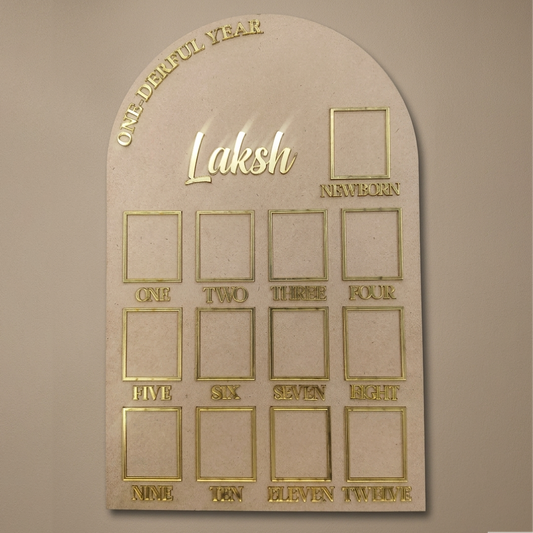 ONE-DERFUL YEAR
Laksh
NEWBORN
ONE TWO THREE FOUR
FIVE SIX SEVEN EIGHT
NINE TEN ELEVEN TWELVE